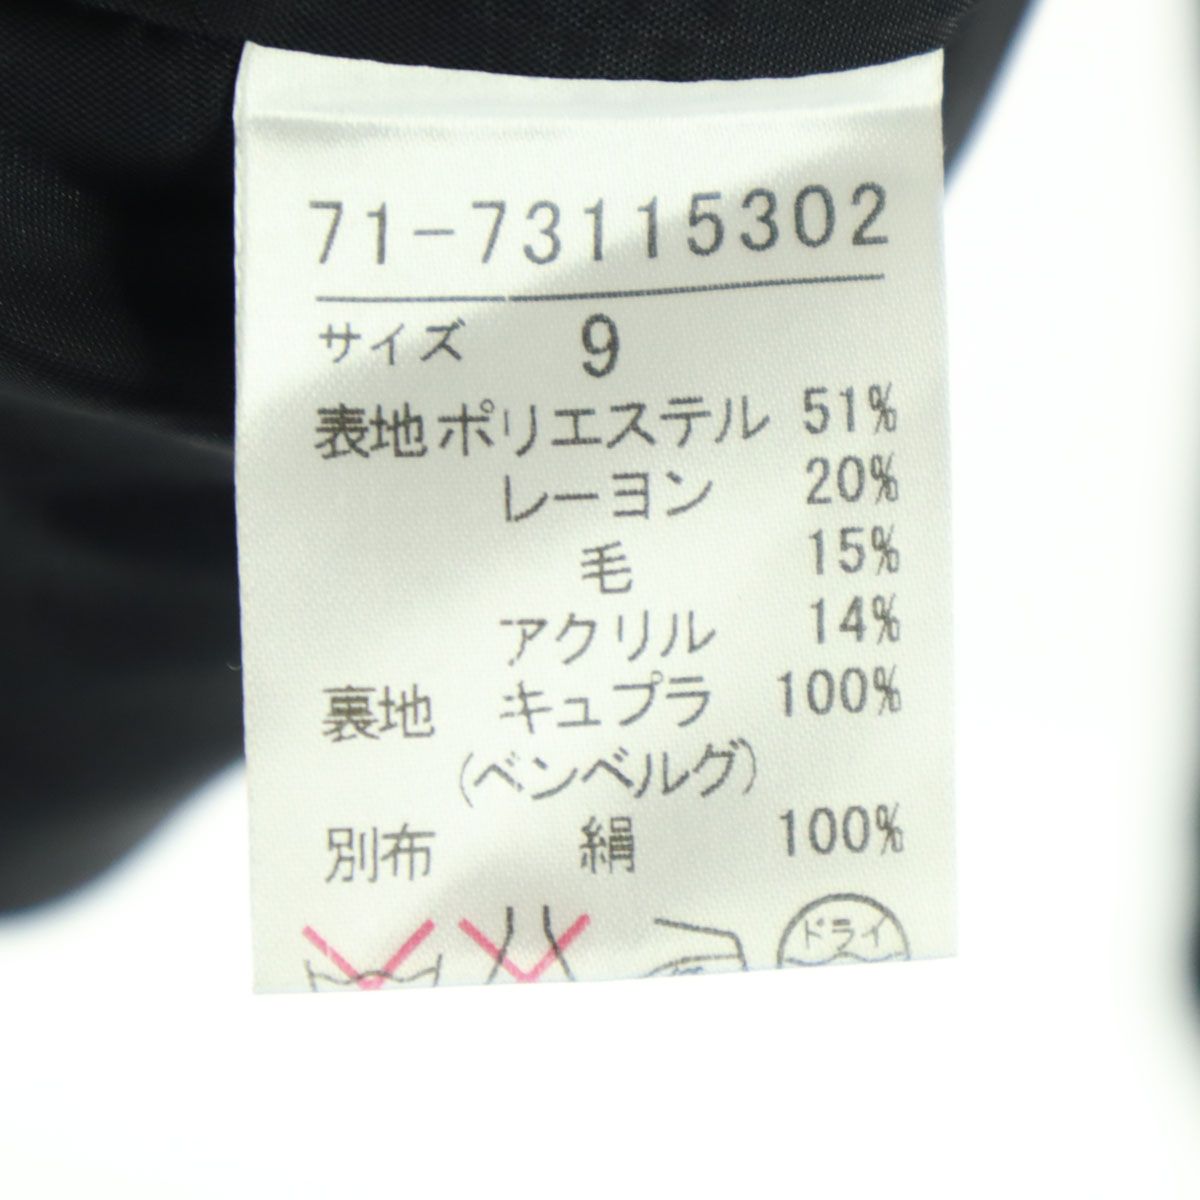 71-73115302
サイズ 9
表地 ポリエステル 51%
レーヨン 20%
毛 15%
アクリル 14%
裏地 キュプラ 100%
(ベンベルグ)
別布 絹 100%
ドライ